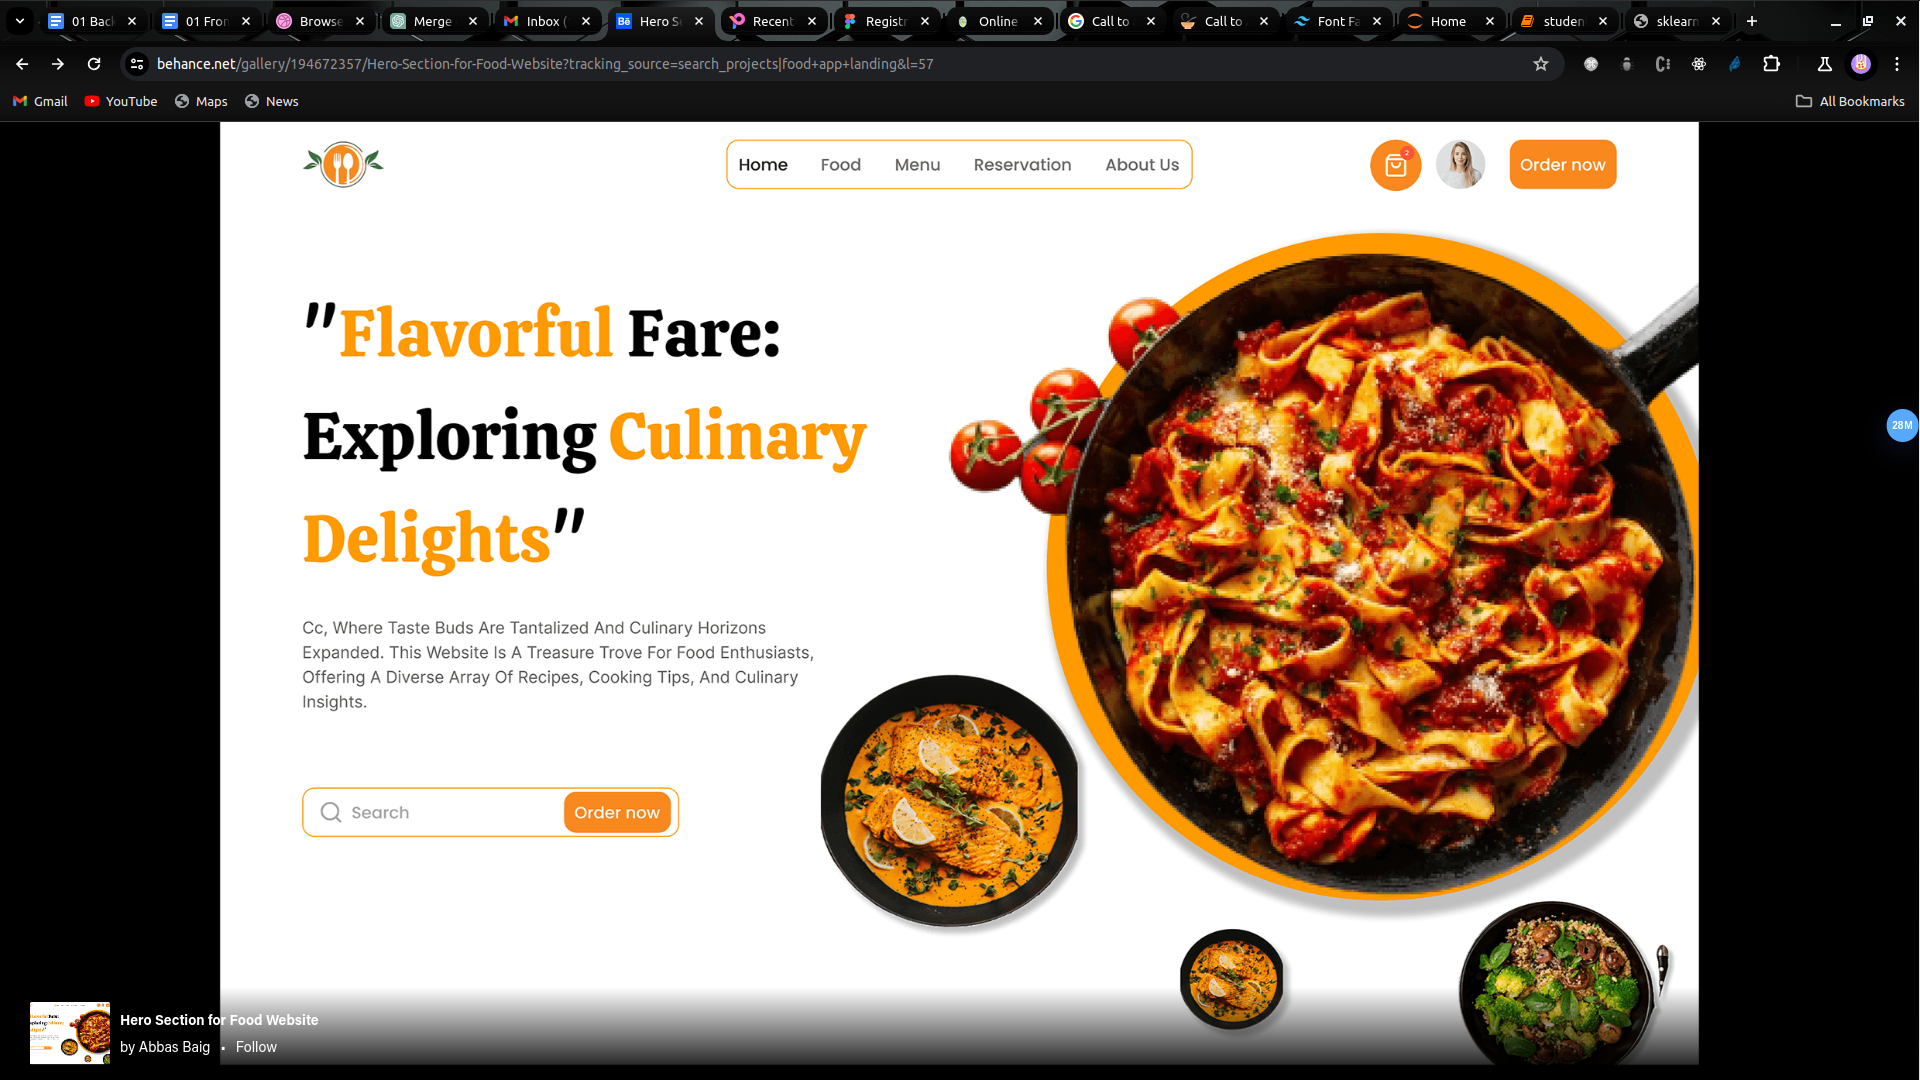 01 Back
01 Fron
Browse
Merge
Inbox (
Hero S
Recent
Registr
Online
Call to
Call to
Font Fa
Home
studen
sklearn
behance.net/gallery/194672357/Hero-Section-for-Food-Website?tracking_source=search_projects|food+app+landing&l=57
Gmail
YouTube
Maps
News
All Bookmarks
Home
Food
Menu
Reservation
About Us
2
Order now
"Flavorful Fare:
Exploring Culinary
Delights"
28M
Cc, Where Taste Buds Are Tantalized And Culinary Horizons
Expanded. This Website Is A Treasure Trove For Food Enthusiasts,
Offering A Diverse Array Of Recipes, Cooking Tips, And Culinary
Insights.
Search
Order now
Hero Section for Food Website
by Abbas Baig · Follow